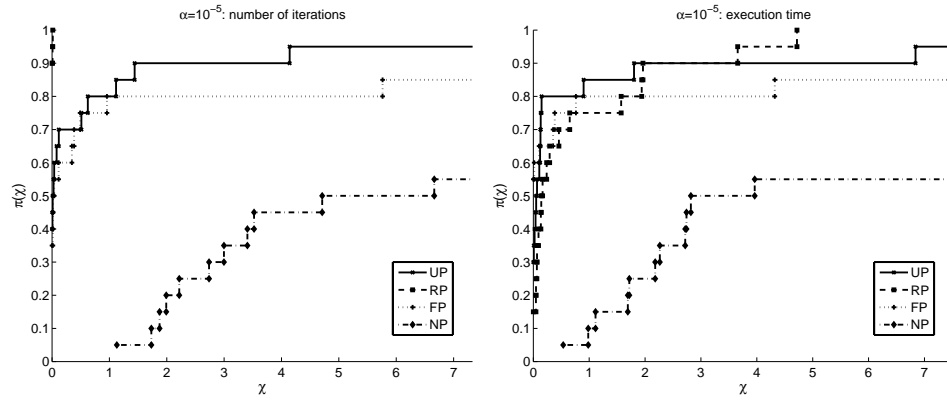 α=10⁻⁵: number of iterations
1
0.9
0.8
0.7
0.6
0.5
0.4
0.3
0.2
0.1
0
π(χ)
0 1 2 3 4 5 6 7
χ
UP
RP
FP
NP
α=10⁻⁵: execution time
1
0.9
0.8
0.7
0.6
0.5
0.4
0.3
0.2
0.1
0
π(χ)
0 1 2 3 4 5 6 7
χ
UP
RP
FP
NP